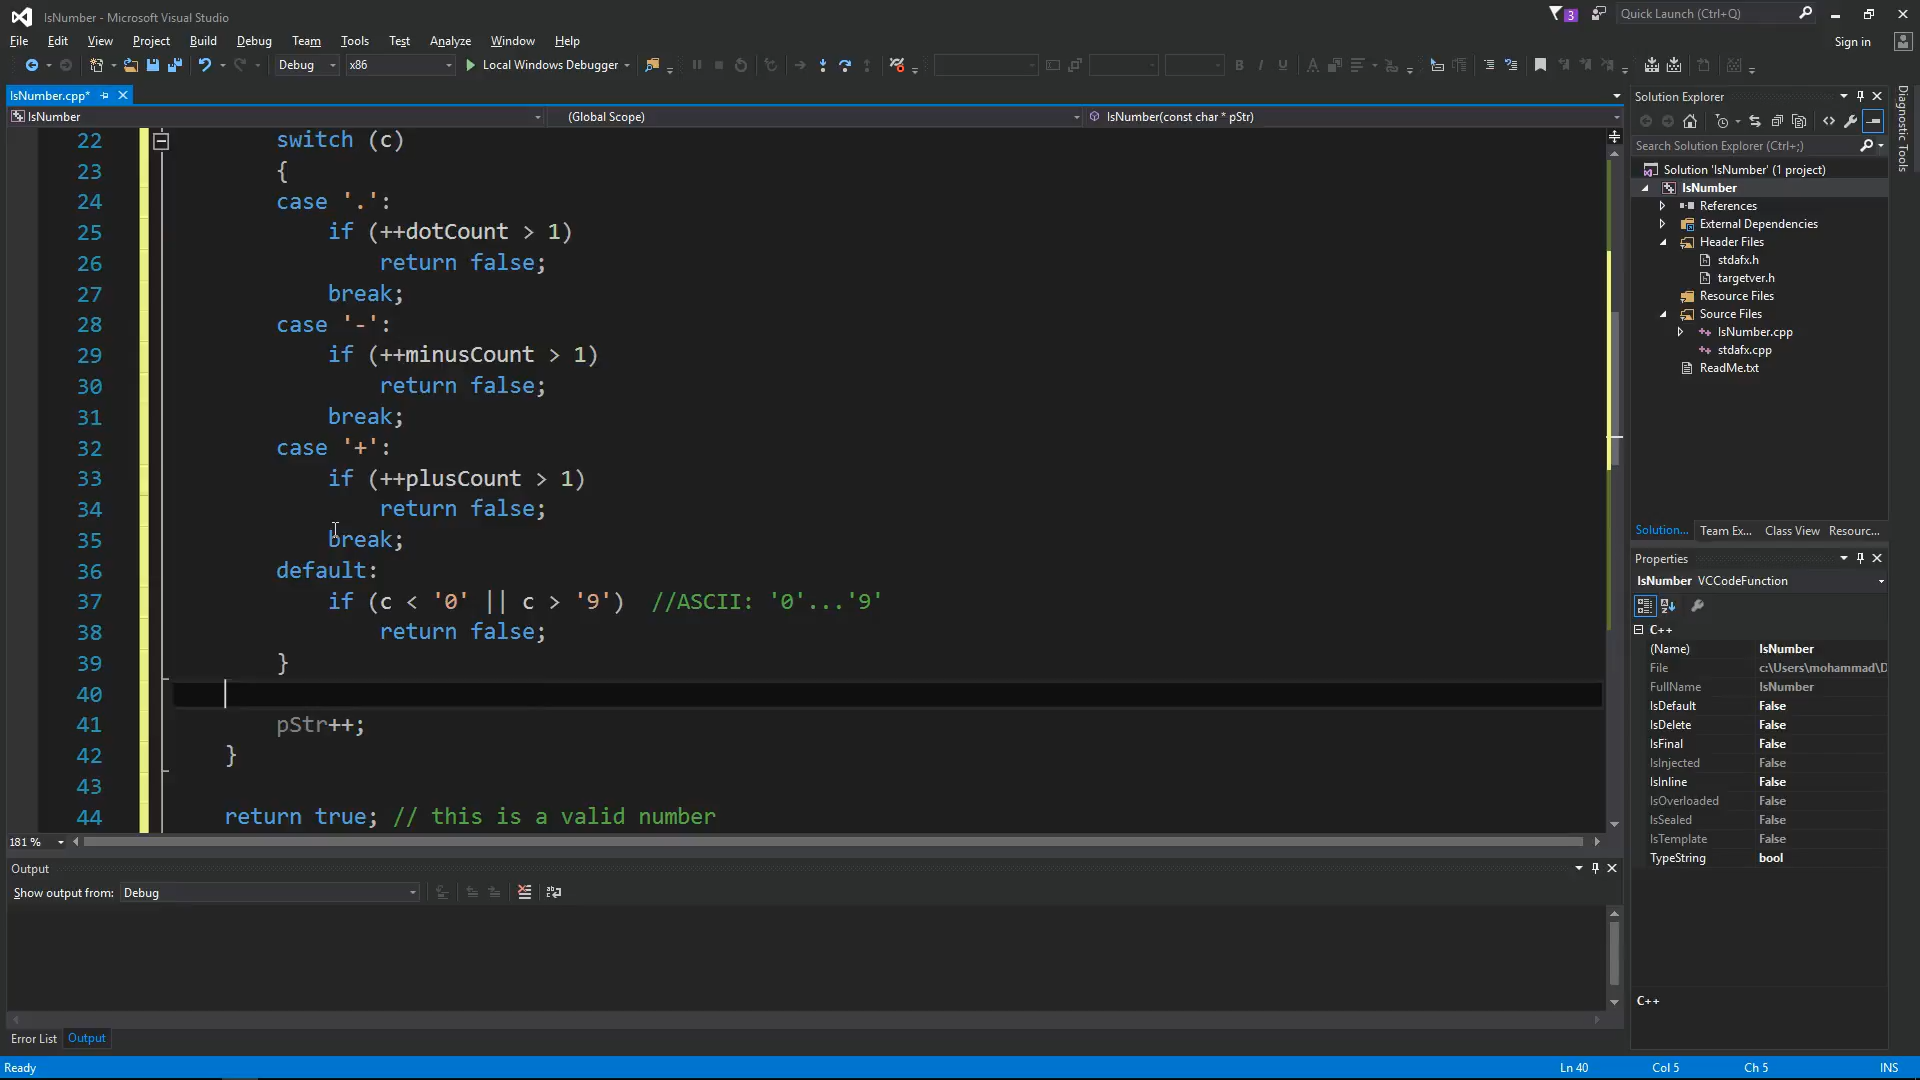 IsNumber - Microsoft Visual Studio
3
Quick Launch (Ctrl+Q)
File Edit View Project Build Debug Team Tools Test Analyze Window Help
Sign in
Debug x86 Local Windows Debugger
IsNumber.cpp*
IsNumber (Global Scope) IsNumber(const char * pStr)
22 switch (c)
23 {
24 case '.':
25 if (++dotCount > 1)
26 return false;
27 break;
28 case '-':
29 if (++minusCount > 1)
30 return false;
31 break;
32 case '+':
33 if (++plusCount > 1)
34 return false;
35 break;
36 default:
37 if (c < '0' || c > '9') //ASCII: '0'...'9'
38 return false;
39 }
40
41 pStr++;
42 }
43
44 return true; // this is a valid number
181 %
Output
Show output from: Debug
Error List Output
Solution Explorer
Search Solution Explorer (Ctrl+;)
Solution 'IsNumber' (1 project)
IsNumber
References
External Dependencies
Header Files
stdafx.h
targetver.h
Resource Files
Source Files
IsNumber.cpp
stdafx.cpp
ReadMe.txt
Solution... Team Ex... Class View Resourc...
Properties
IsNumber VCCodeFunction
C++
(Name) IsNumber
File c:\Users\mohammad\D
FullName IsNumber
IsDefault False
IsDelete False
IsFinal False
IsInjected False
IsInline False
IsOverloaded False
IsSealed False
IsTemplate False
TypeString bool
C++
Diagnostic Tools
Ready Ln 40 Col 5 Ch 5 INS